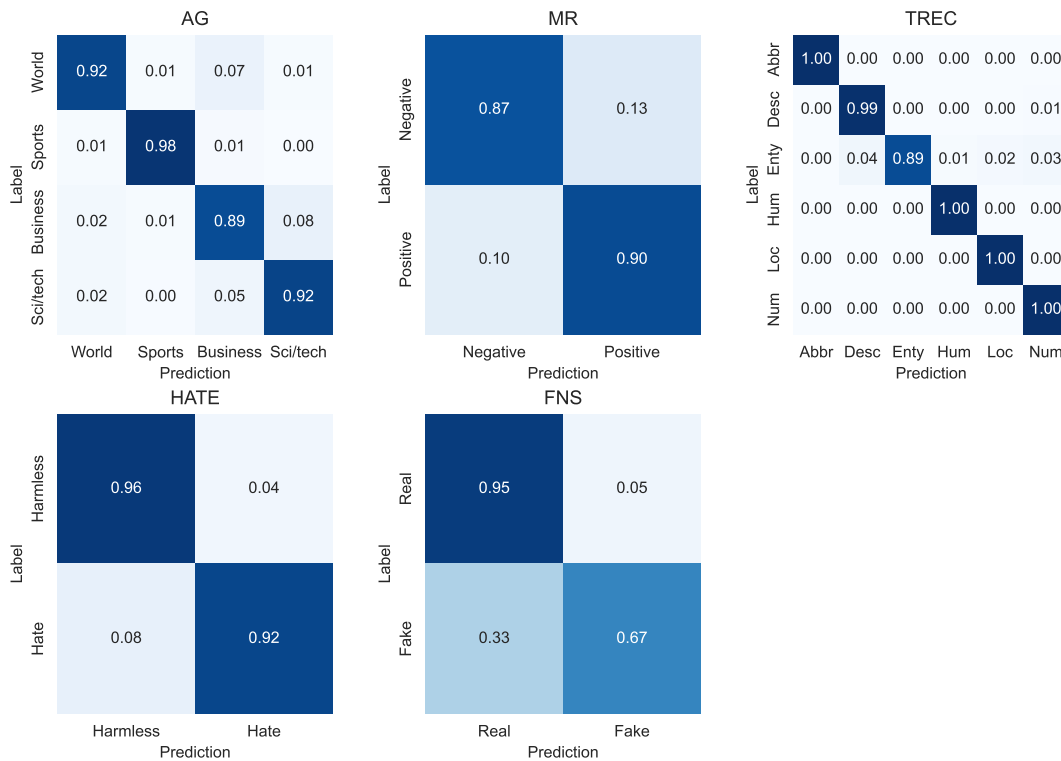 AG
World
0.92 0.01 0.07 0.01
Sports
0.01 0.98 0.01 0.00
Business
0.02 0.01 0.89 0.08
Sci/tech
0.02 0.00 0.05 0.92
Label
World Sports Business Sci/tech
Prediction
MR
Negative
0.87 0.13
Positive
0.10 0.90
Label
Negative Positive
Prediction
TREC
Abbr
1.00 0.00 0.00 0.00 0.00 0.00
Desc
0.00 0.99 0.00 0.00 0.00 0.01
Enty
0.00 0.04 0.89 0.01 0.02 0.03
Hum
0.00 0.00 0.00 1.00 0.00 0.00
Loc
0.00 0.00 0.00 0.00 1.00 0.00
Num
0.00 0.00 0.00 0.00 0.00 1.00
Label
Abbr Desc Enty Hum Loc Num
Prediction
HATE
Harmless
0.96 0.04
Hate
0.08 0.92
Label
Harmless Hate
Prediction
FNS
Real
0.95 0.05
Fake
0.33 0.67
Label
Real Fake
Prediction